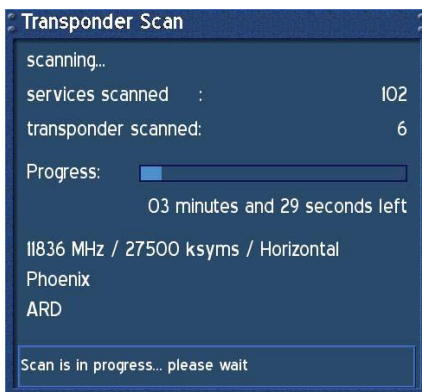 Transponder Scan
scanning...
services scanned : 102
transponder scanned: 6
Progress:
03 minutes and 29 seconds left
11836 MHz / 27500 ksyms / Horizontal
Phoenix
ARD
Scan is in progress... please wait